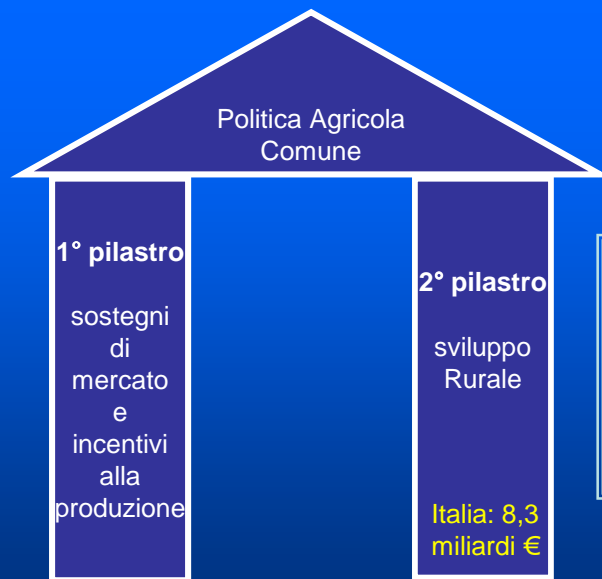 Politica Agricola
Comune
1° pilastro
sostegni
di
mercato
e
incentivi
alla
produzione
2° pilastro
sviluppo
Rurale
Italia: 8,3
miliardi €